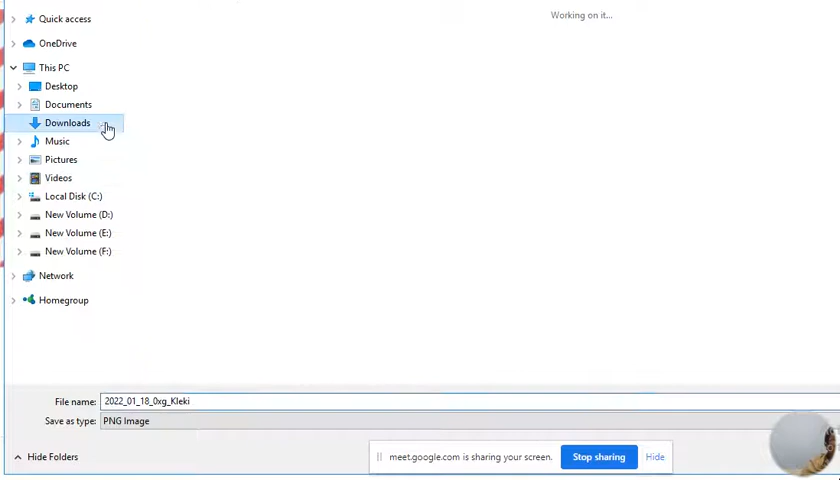 Quick access
Working on it...
OneDrive
This PC
Desktop
Documents
Downloads
Music
Pictures
Videos
Local Disk (C:)
New Volume (D:)
New Volume (E:)
New Volume (F:)
Network
Homegroup
File name: 2022_01_18_0xg_Kleki
Save as type: PNG Image
Hide Folders
meet.google.com is sharing your screen. Stop sharing Hide